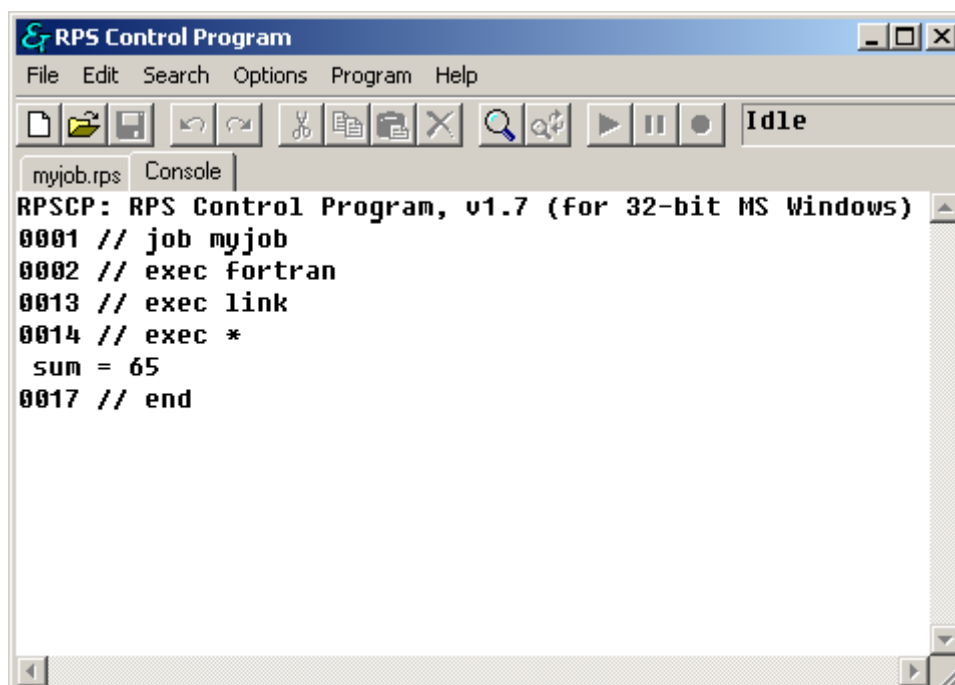 RPS Control Program
File Edit Search Options Program Help
Idle
myjob.rps Console
RPSCP: RPS Control Program, v1.7 (for 32-bit MS Windows)
0001 // job myjob
0002 // exec fortran
0013 // exec link
0014 // exec *
sum = 65
0017 // end